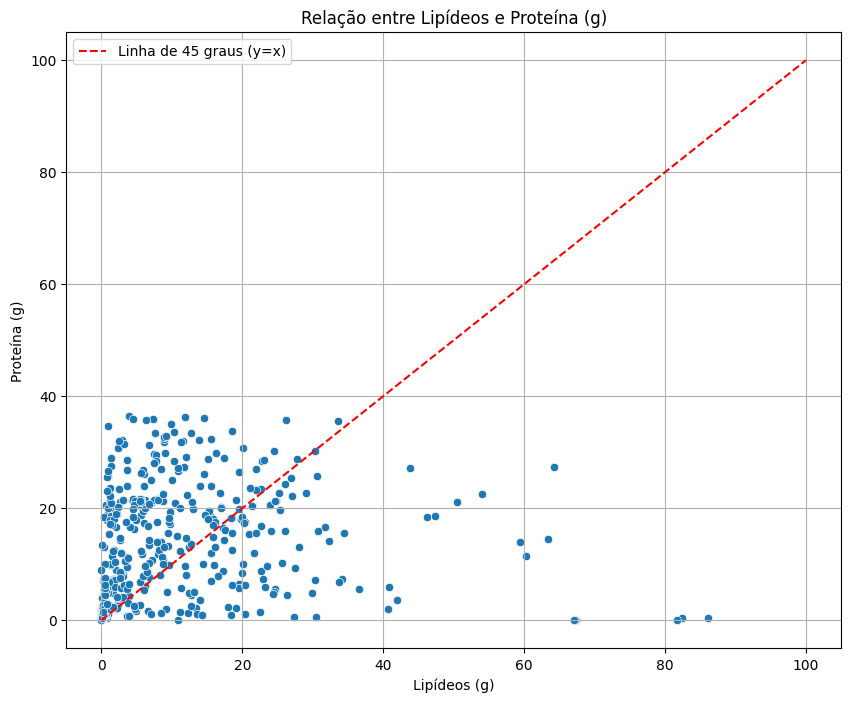 Relação entre Lipídeos e Proteína (g)
Linha de 45 graus (y=x)
100
80
60
40
20
0
Proteína (g)
0 20 40 60 80 100
Lipídeos (g)